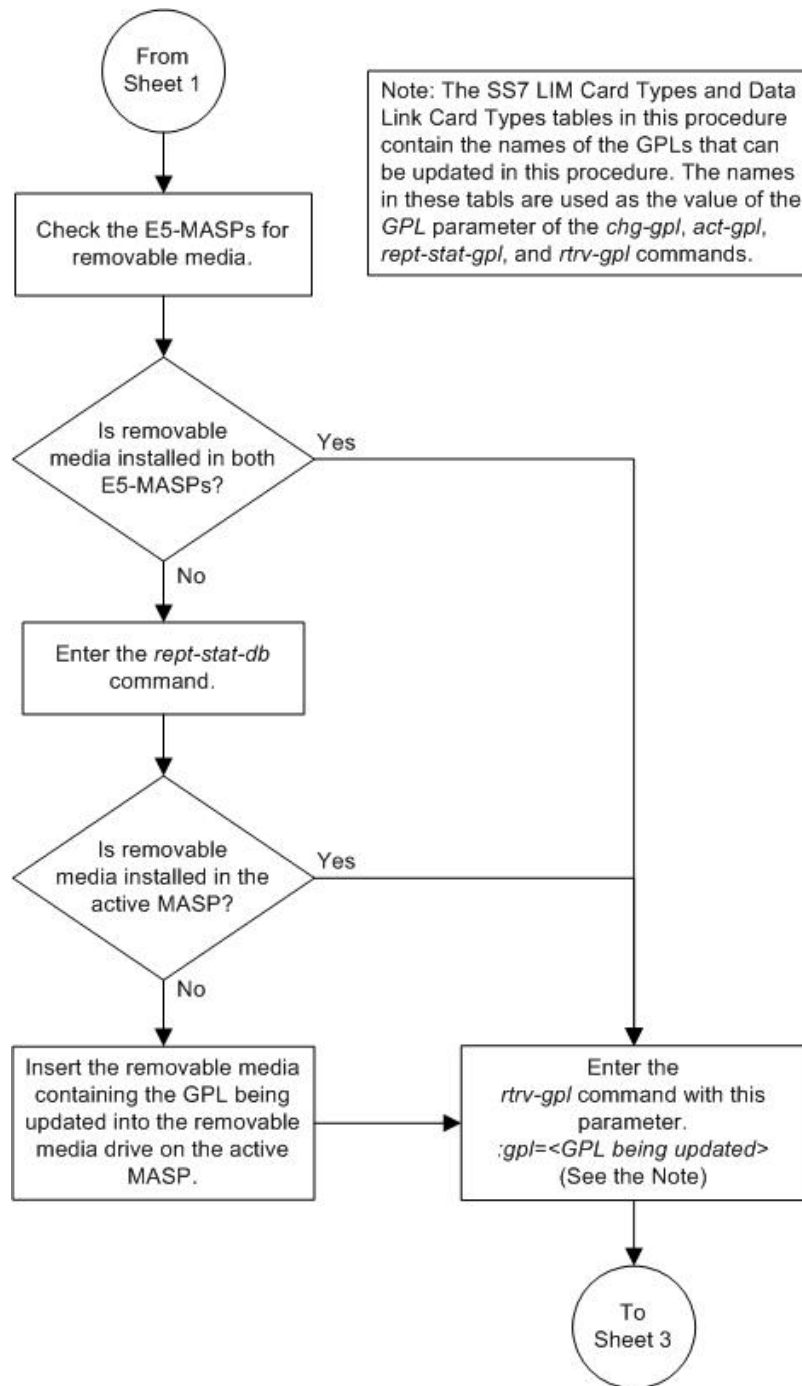 From
Sheet 1
Note: The SS7 LIM Card Types and Data
Link Card Types tables in this procedure
contain the names of the GPLs that can
be updated in this procedure. The names
in these tabls are used as the value of the
GPL parameter of the chg-gpl, act-gpl,
rept-stat-gpl, and rtrv-gpl commands.
Check the E5-MASPs for
removable media.
Is removable
media installed in both
E5-MASPs?
Yes
No
Enter the rept-stat-db
command.
Is removable
media installed in the
active MASP?
Yes
No
Insert the removable media
containing the GPL being
updated into the removable
media drive on the active
MASP.
Enter the
rtrv-gpl command with this
parameter.
:gpl=<GPL being updated>
(See the Note)
To
Sheet 3